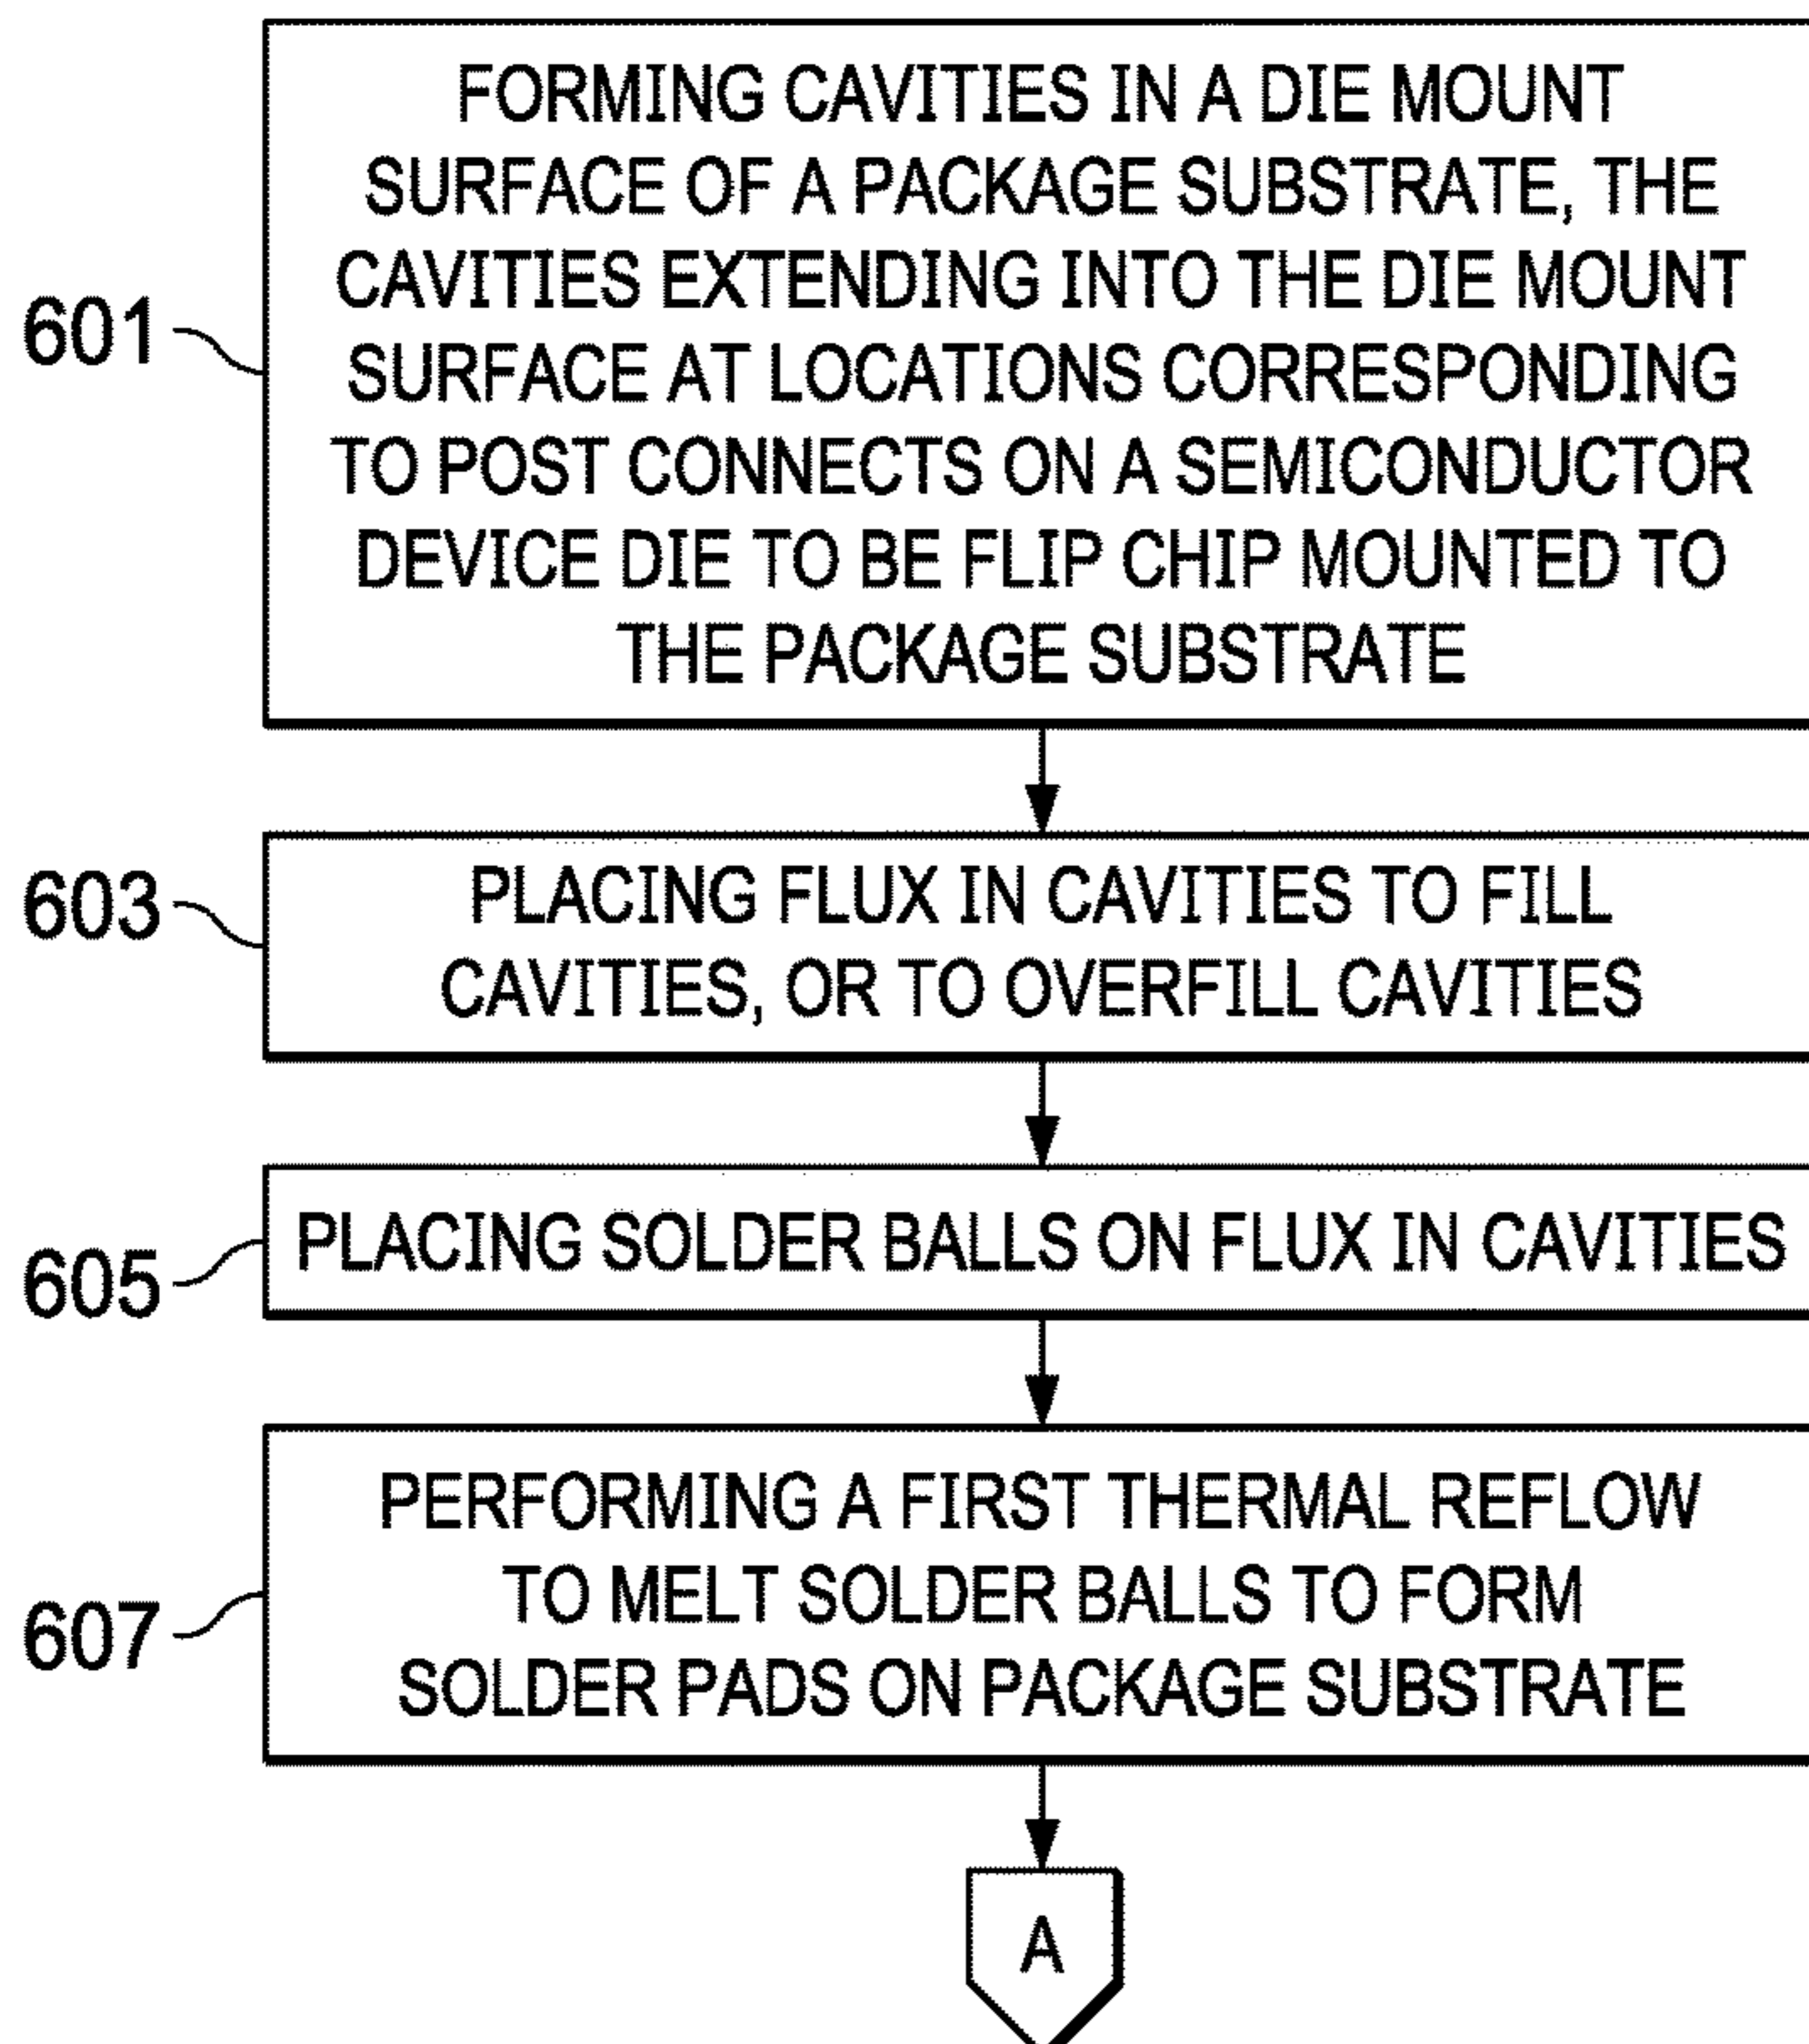 FORMING CAVITIES IN A DIE MOUNT
SURFACE OF A PACKAGE SUBSTRATE, THE
CAVITIES EXTENDING INTO THE DIE MOUNT
601
SURFACE AT LOCATIONS CORRESPONDING
TO POST CONNECTS ON A SEMICONDUCTOR
DEVICE DIE TO BE FLIP CHIP MOUNTED TO
THE PACKAGE SUBSTRATE
603
PLACING FLUX IN CAVITIES TO FILL
CAVITIES, OR TO OVERFILL CAVITIES
605
PLACING SOLDER BALLS ON FLUX IN CAVITIES
PERFORMING A FIRST THERMAL REFLOW
TO MELT SOLDER BALLS TO FORM
607
SOLDER PADS ON PACKAGE SUBSTRATE
A